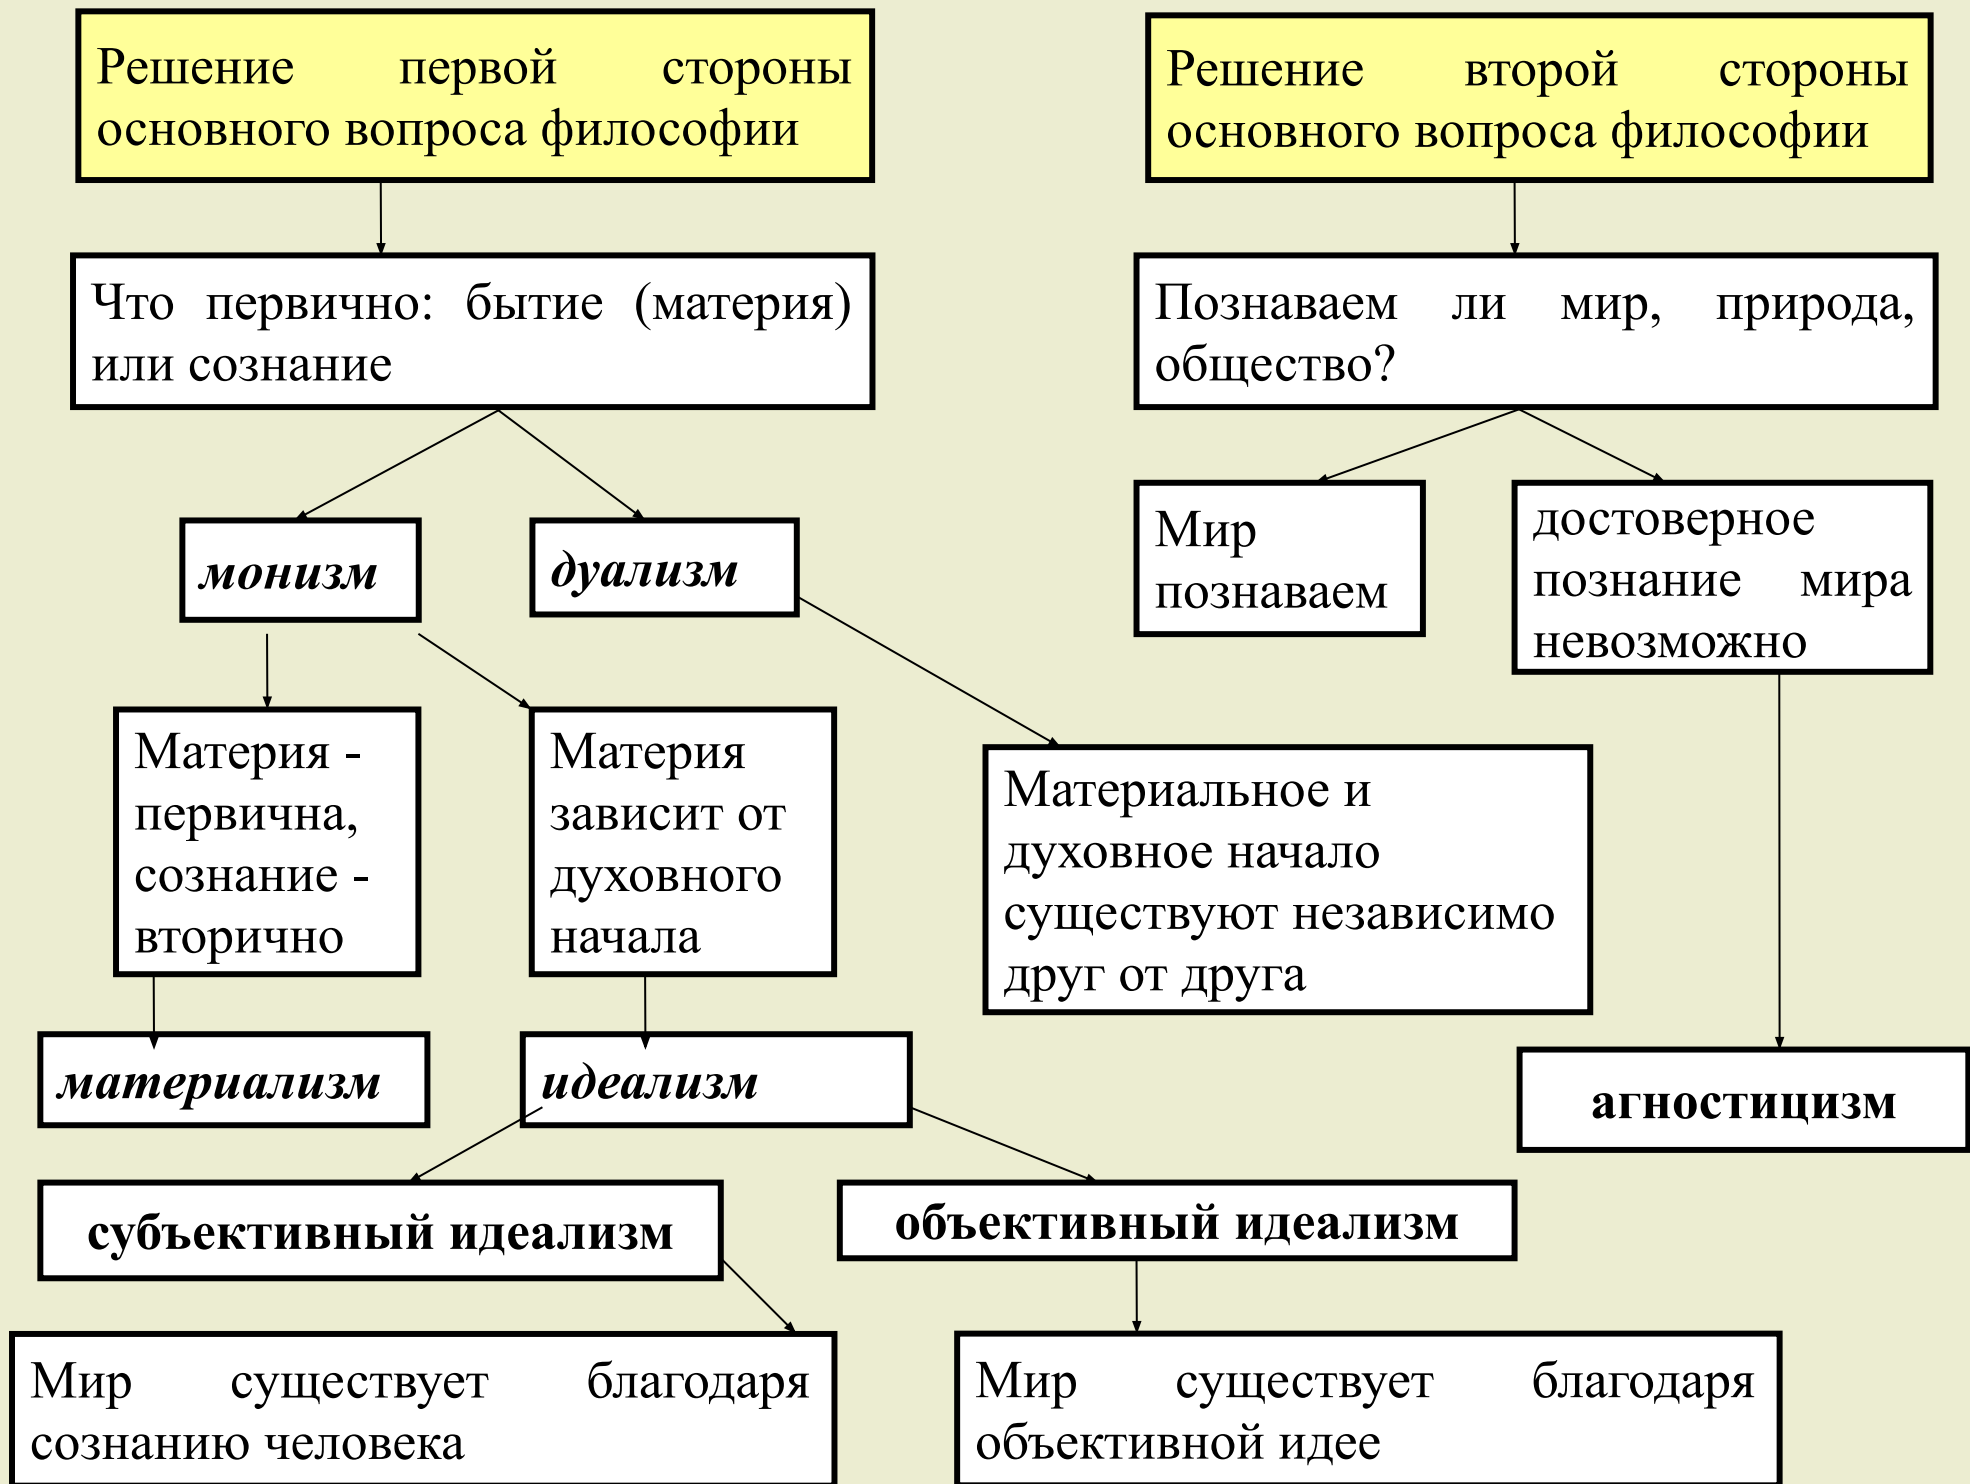 Решение первой стороны
основного вопроса философии
Решение второй стороны
основного вопроса философии
Что первично: бытие (материя)
или сознание
Познаваем ли мир, природа,
общество?
монизм
дуализм
Мир
познаваем
достоверное
познание мира
невозможно
Материя -
первична,
сознание -
вторично
Материя
зависит от
духовного
начала
Материальное и
духовное начало
существуют независимо
друг от друга
материализм
идеализм
агностицизм
субъективный идеализм
объективный идеализм
Мир существует благодаря
сознанию человека
Мир существует благодаря
объективной идее